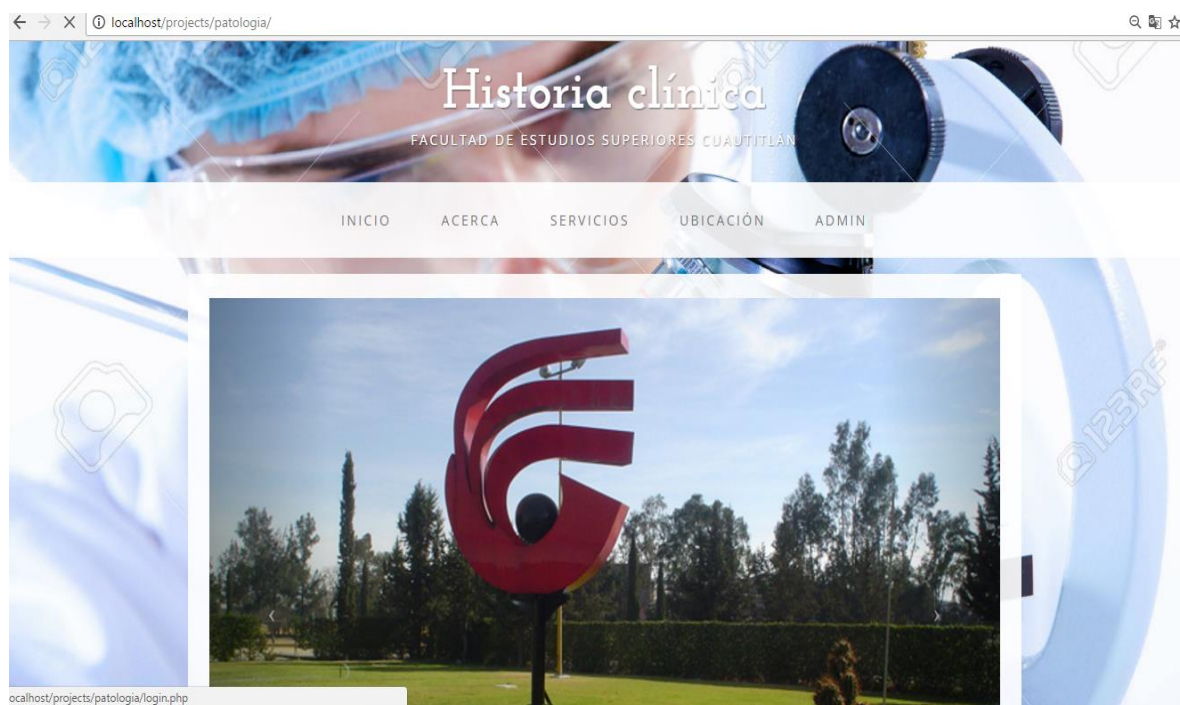 localhost/projects/patologia/
Historia clínica
FACULTAD DE ESTUDIOS SUPERIORES CUAUTITLÁN
INICIO ACERCA SERVICIOS UBICACIÓN ADMIN
123RF
ocalhost/projects/patologia/login.php